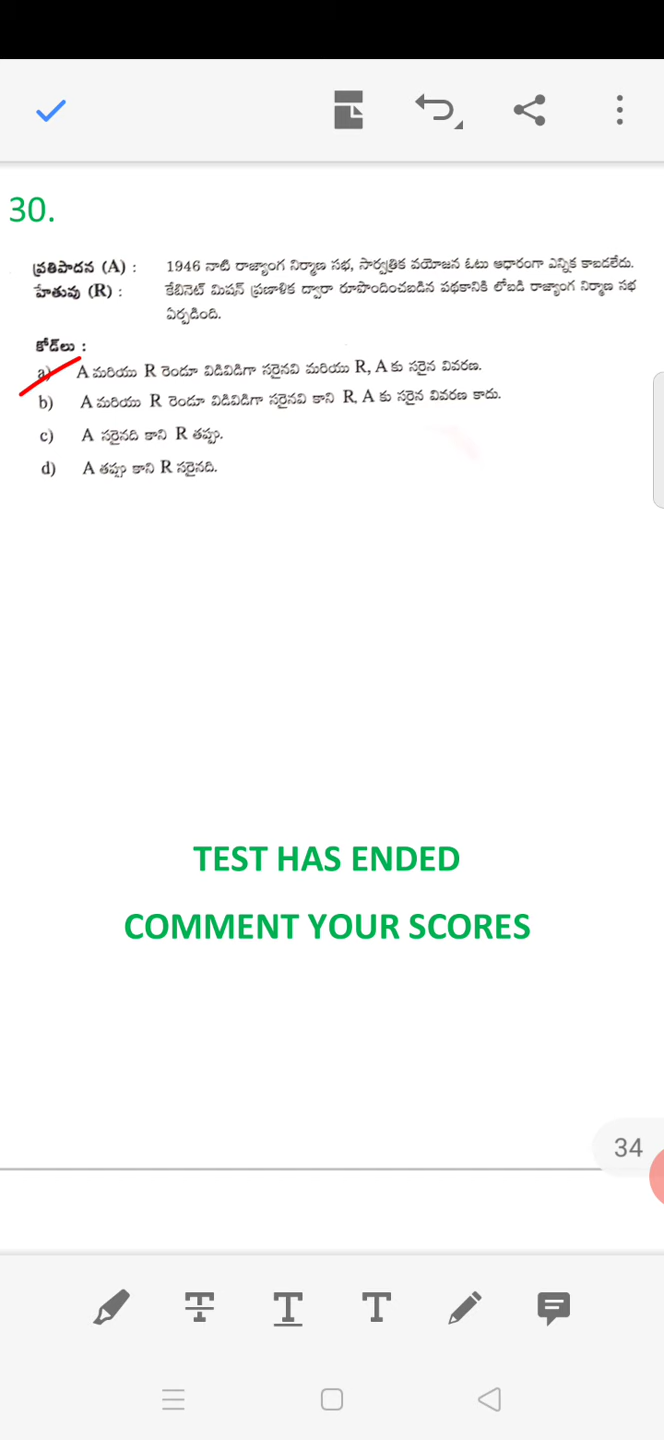 30.
ప్రతిపాదన (A) : 1946 నాటి రాజ్యాంగ నిర్మాణ సభ, సార్వత్రిక వయోజన ఓటు ఆధారంగా ఎన్నిక కాబడలేదు.
హేతువు (R) : కేబినెట్ మిషన్ ప్రణాళిక ద్వారా రూపొందించబడిన పథకానికి లోబడి రాజ్యాంగ నిర్మాణ సభ
ఏర్పడింది.
కోడ్‌లు :
a) A మరియు R రెండూ విడివిడిగా సరైనవి మరియు R, A కు సరైన వివరణ.
b) A మరియు R రెండూ విడివిడిగా సరైనవి కాని R, A కు సరైన వివరణ కాదు.
c) A సరైనది కాని R తప్పు.
d) A తప్పు కాని R సరైనది.
TEST HAS ENDED
COMMENT YOUR SCORES
34